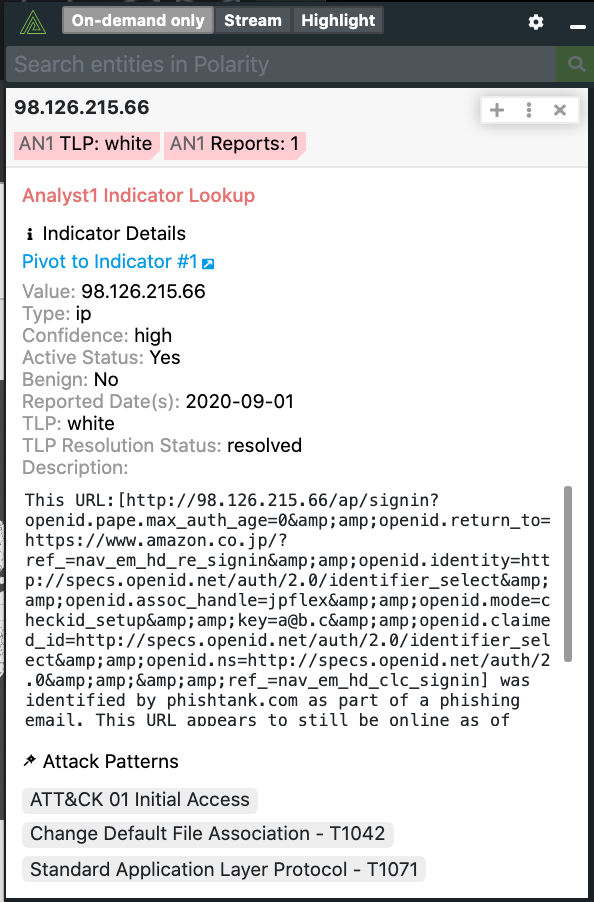 On-demand only Stream Highlight
Search entities in Polarity
98.126.215.66
AN1 TLP: white AN1 Reports: 1
Analyst1 Indicator Lookup
Indicator Details
Pivot to Indicator #1
Value: 98.126.215.66
Type: ip
Confidence: high
Active Status: Yes
Benign: No
Reported Date(s): 2020-09-01
TLP: white
TLP Resolution Status: resolved
Description:
This URL:[http://98.126.215.66/ap/signin?
openid.pape.max_auth_age=0&amp;amp;openid.return_to=
https://www.amazon.co.jp/?
ref_=nav_em_hd_re_signin&amp;amp;openid.identity=htt
p://specs.openid.net/auth/2.0/identifier_select&amp;
amp;openid.assoc_handle=jpflex&amp;amp;openid.mode=c
heckid_setup&amp;amp;key=a@b.c&amp;amp;openid.claime
d_id=http://specs.openid.net/auth/2.0/identifier_sel
ect&amp;amp;openid.ns=http://specs.openid.net/auth/2
.0&amp;amp;&amp;amp;ref_=nav_em_hd_clc_signin] was
identified by phishtank.com as part of a phishing
email. This URL appears to still be online as of
Attack Patterns
ATT&CK 01 Initial Access
Change Default File Association - T1042
Standard Application Layer Protocol - T1071